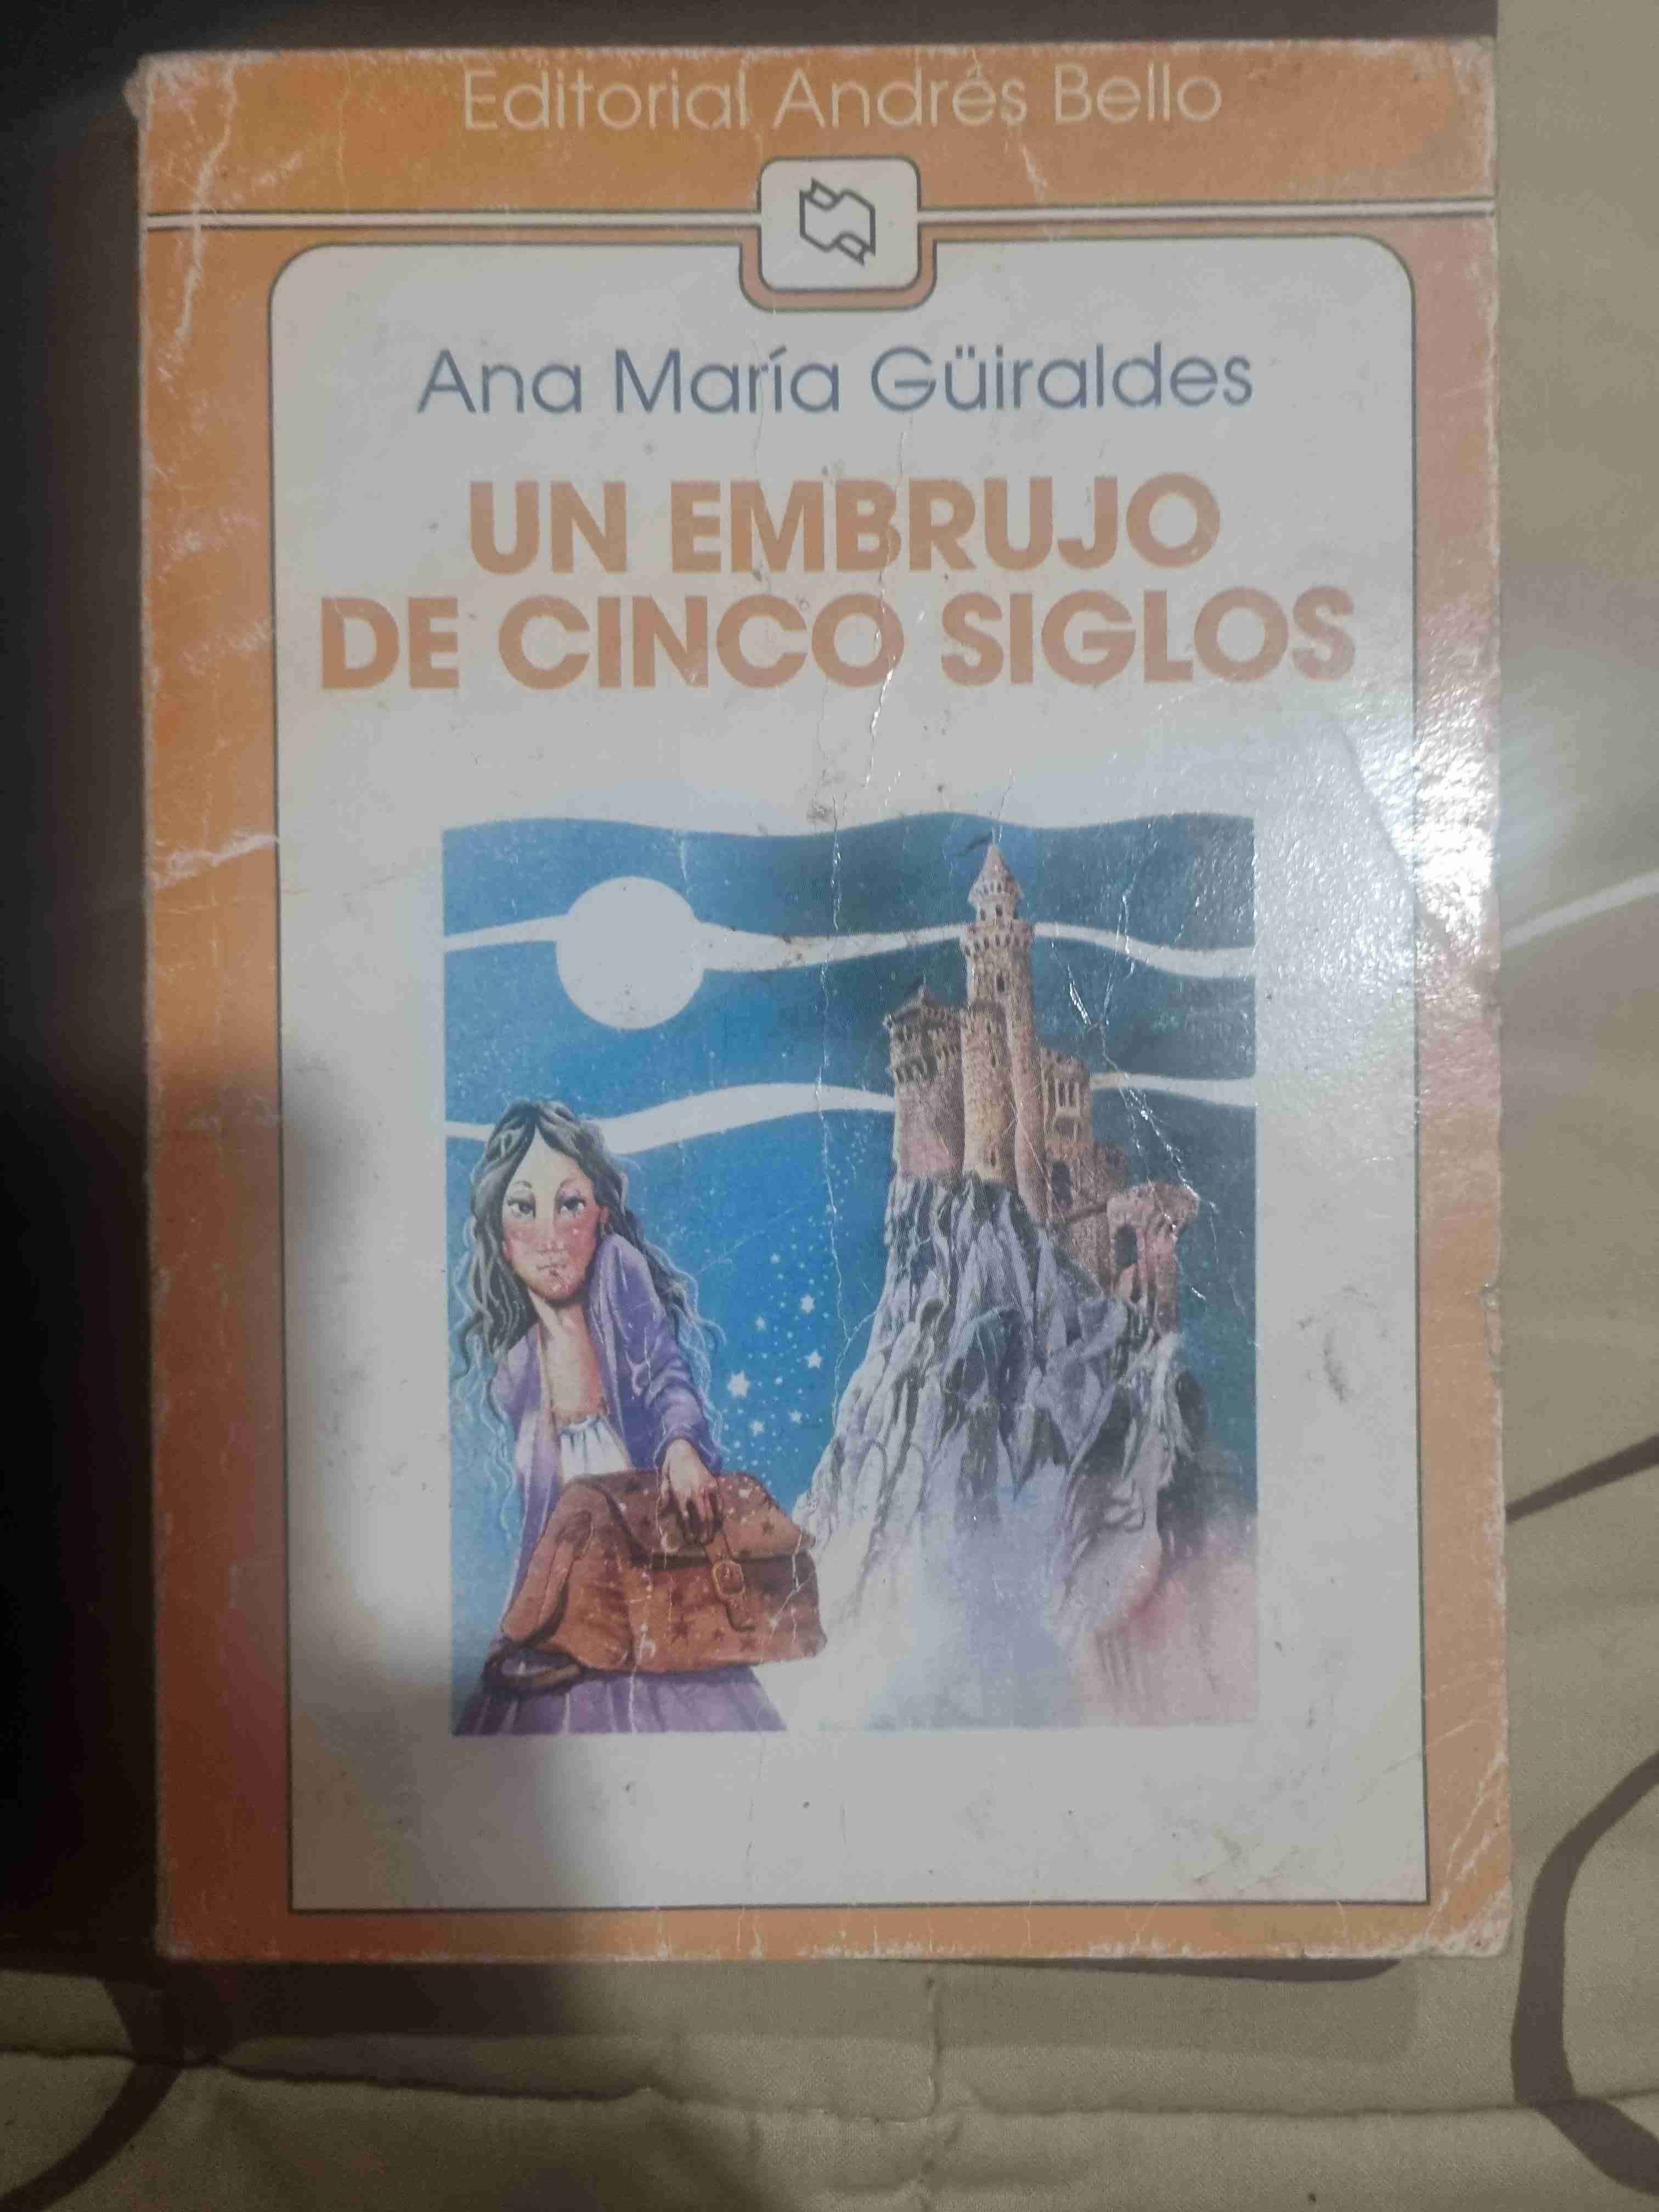 Editorial Andrés Bello
Ana María Güiraldes
UN EMBRUJO
DE CINCO SIGLOS